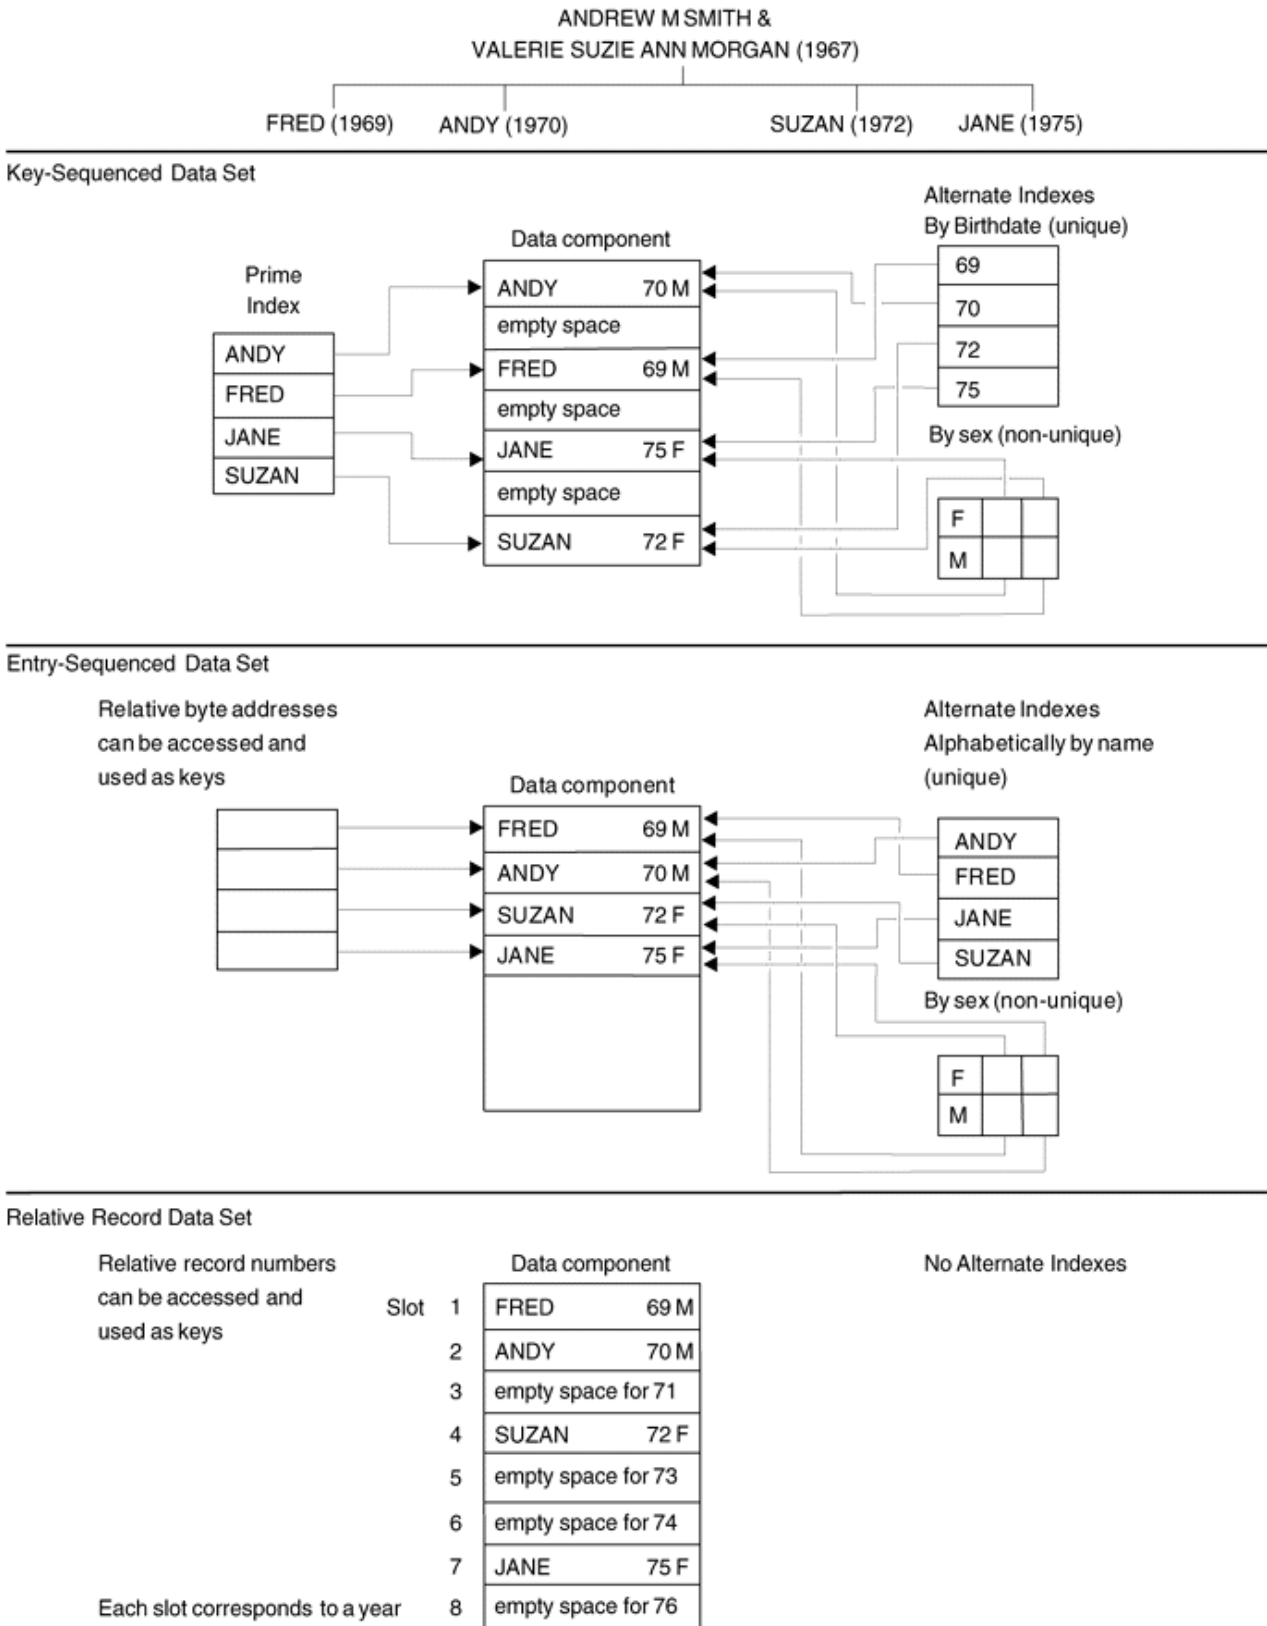 ANDREW M SMITH &
VALERIE SUZIE ANN MORGAN (1967)
FRED (1969) ANDY (1970) SUZAN (1972) JANE (1975)
Key-Sequenced Data Set
Alternate Indexes
By Birthdate (unique)
Data component
Prime
Index
ANDY
FRED
JANE
SUZAN
ANDY 70 M
empty space
FRED 69 M
empty space
JANE 75 F
empty space
SUZAN 72 F
69
70
72
75
By sex (non-unique)
F
M
Entry-Sequenced Data Set
Relative byte addresses
can be accessed and
used as keys
Data component
Alternate Indexes
Alphabetically by name
(unique)
FRED 69 M
ANDY 70 M
SUZAN 72 F
JANE 75 F
ANDY
FRED
JANE
SUZAN
By sex (non-unique)
F
M
Relative Record Data Set
Relative record numbers
can be accessed and
used as keys
Data component
No Alternate Indexes
Slot 1 FRED 69 M
2 ANDY 70 M
3 empty space for 71
4 SUZAN 72 F
5 empty space for 73
6 empty space for 74
7 JANE 75 F
Each slot corresponds to a year 8 empty space for 76